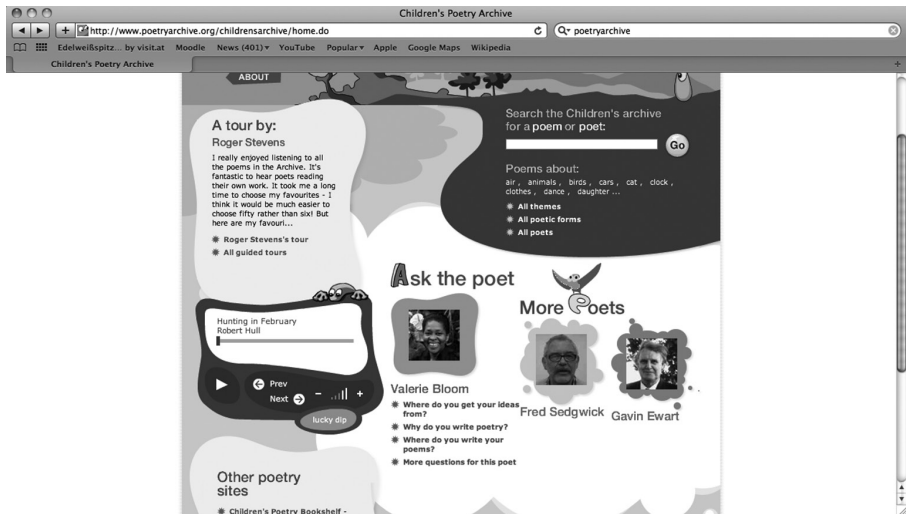 Children's Poetry Archive
http://www.poetryarchive.org/childrensarchive/home.do
poetryarchive
Edelweißspitz... by visit.at Moodle News (401) YouTube Popular Apple Google Maps Wikipedia
Children's Poetry Archive
ABOUT
A tour by:
Roger Stevens
I really enjoyed listening to all
the poems in the Archive. It's
fantastic to hear poets reading
their own work. It took me a long
time to choose my favourites - I
think it would be much easier to
choose fifty rather than six! But
here are my favouri...
Roger Stevens's tour
All guided tours
Search the Children's archive
for a poem or poet:
Go
Poems about:
air , animals , birds , cars , cat , clock ,
clothes , dance , daughter ...
All themes
All poetic forms
All poets
Hunting in February
Robert Hull
Prev
Next
lucky dip
Ask the poet
Valerie Bloom
Where do you get your ideas
from?
Why do you write poetry?
Where do you write your
poems?
More questions for this poet
More Poets
Fred Sedgwick
Gavin Ewart
Other poetry
sites
Children's Poetry Bookshelf -